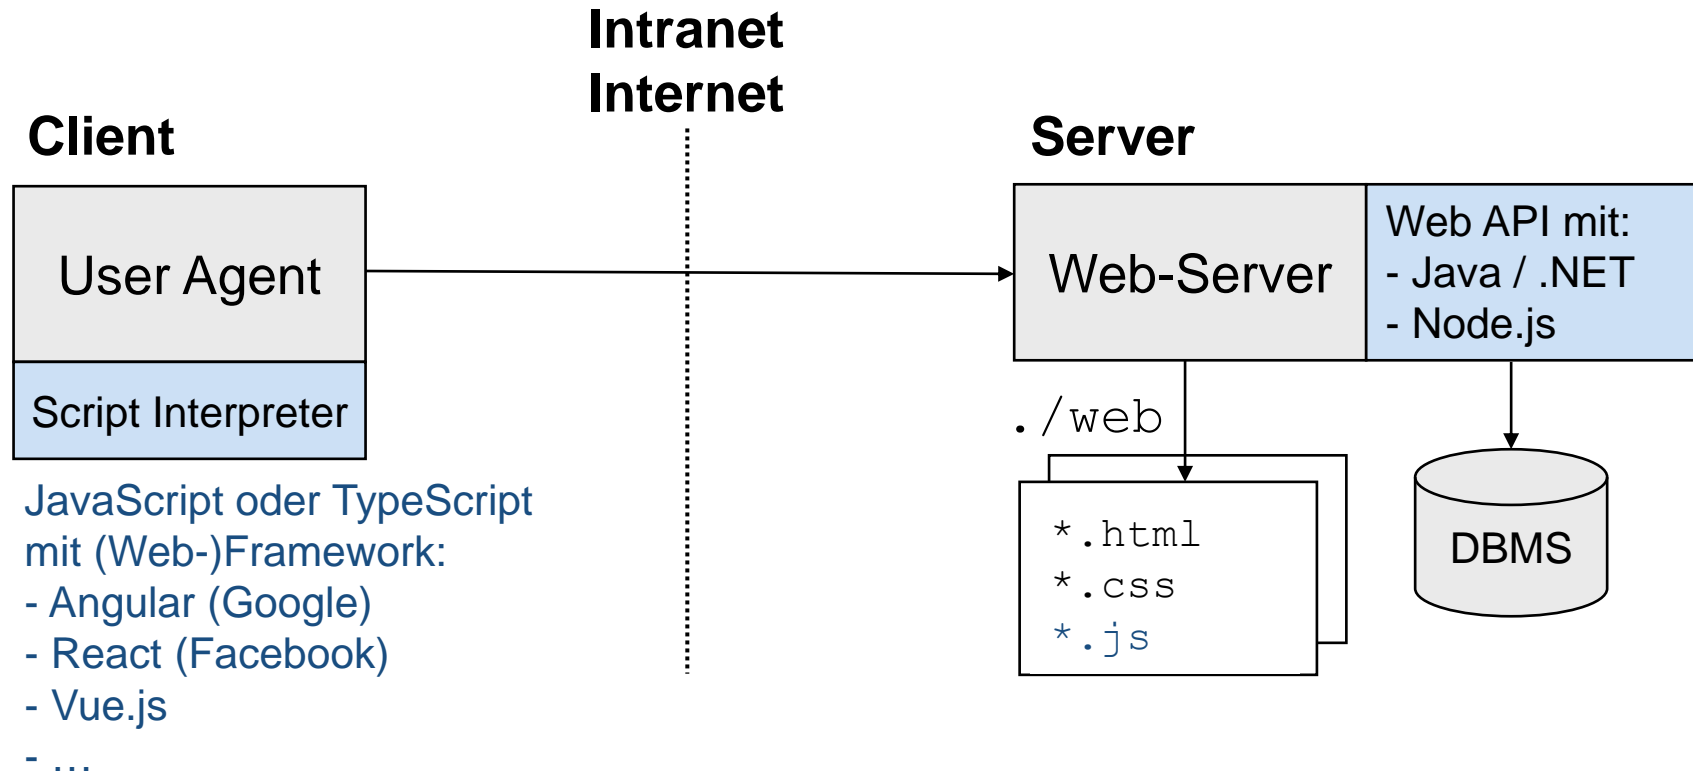 Intranet
Internet
Client
Server
User Agent
Script Interpreter
JavaScript oder TypeScript
mit (Web-)Framework:
- Angular (Google)
- React (Facebook)
- Vue.js
- ...
Web-Server
Web API mit:
- Java / .NET
- Node.js
./web
*.html
*.css
*.js
DBMS